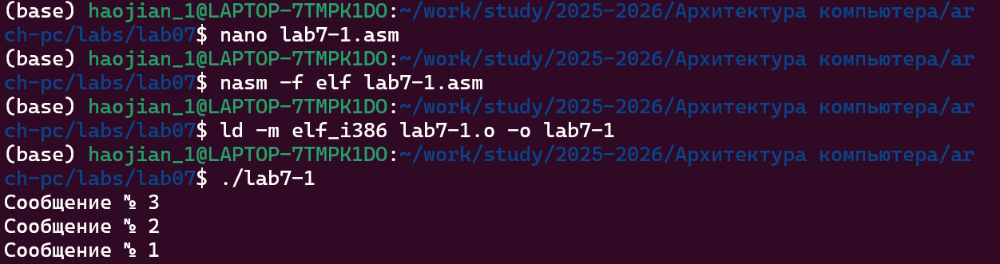 (base) haojian_1@LAPTOP-7TMPK1DO:~/work/study/2025-2026/Архитектура компьютера/ar
ch-pc/labs/lab07$ nano lab7-1.asm
(base) haojian_1@LAPTOP-7TMPK1DO:~/work/study/2025-2026/Архитектура компьютера/ar
ch-pc/labs/lab07$ nasm -f elf lab7-1.asm
(base) haojian_1@LAPTOP-7TMPK1DO:~/work/study/2025-2026/Архитектура компьютера/ar
ch-pc/labs/lab07$ ld -m elf_i386 lab7-1.o -o lab7-1
(base) haojian_1@LAPTOP-7TMPK1DO:~/work/study/2025-2026/Архитектура компьютера/ar
ch-pc/labs/lab07$ ./lab7-1
Сообщение № 3
Сообщение № 2
Сообщение № 1